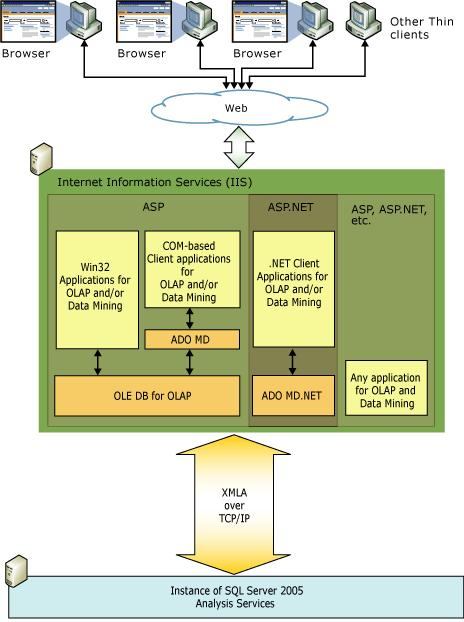 Browser
Browser
Browser
Other Thin
clients
Web
Internet Information Services (IIS)
ASP
ASP.NET
ASP, ASP.NET,
etc.
Win32
Applications for
OLAP and/or
Data Mining
COM-based
Client applications
for
OLAP and/or
Data Mining
.NET Client
Applications for
OLAP and/or
Data Mining
ADO MD
Any application
for OLAP and
Data Mining
OLE DB for OLAP
ADO MD.NET
XMLA
over
TCP/IP
Instance of SQL Server 2005
Analysis Services